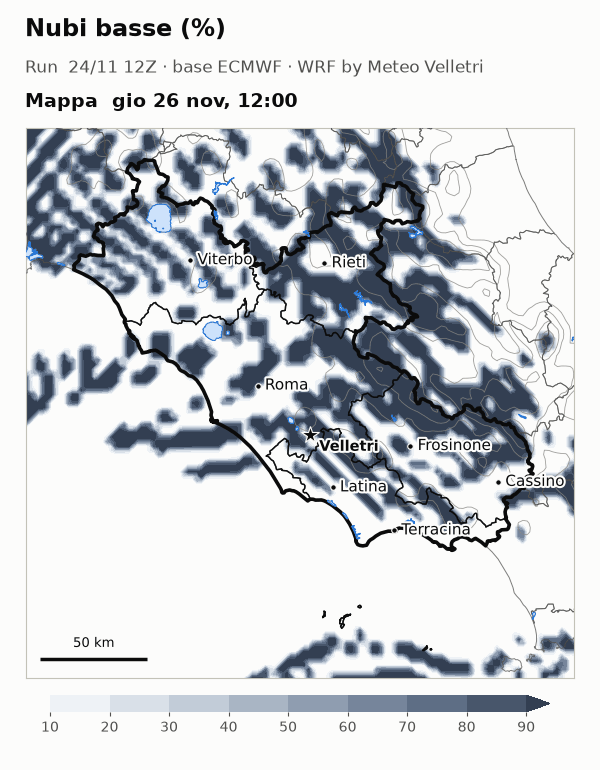 Nubi basse (%)
Run 24/11 12Z · base ECMWF · WRF by Meteo Velletri
Mappa gio 26 nov, 12:00
Viterbo
Rieti
Roma
Velletri
Frosinone
Cassino
Latina
Terracina
50 km
10 20 30 40 50 60 70 80 90